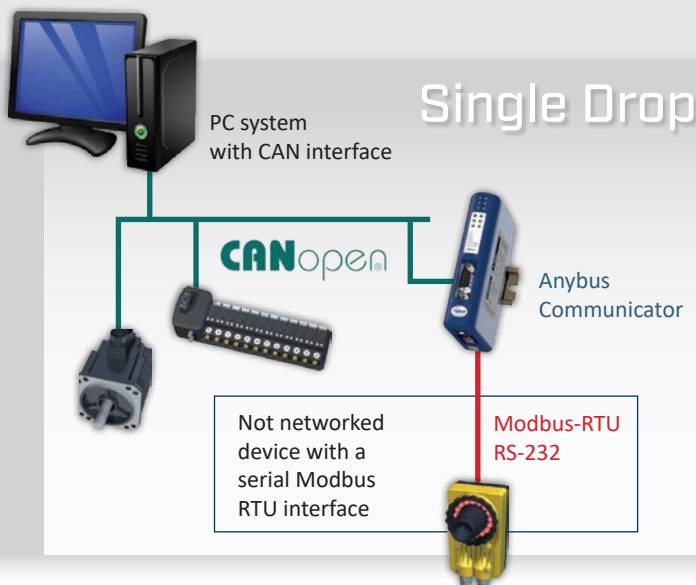 Single Drop
PC system
with CAN interface
CANopen
Anybus
Communicator
Not networked
device with a
serial Modbus
RTU interface
Modbus-RTU
RS-232